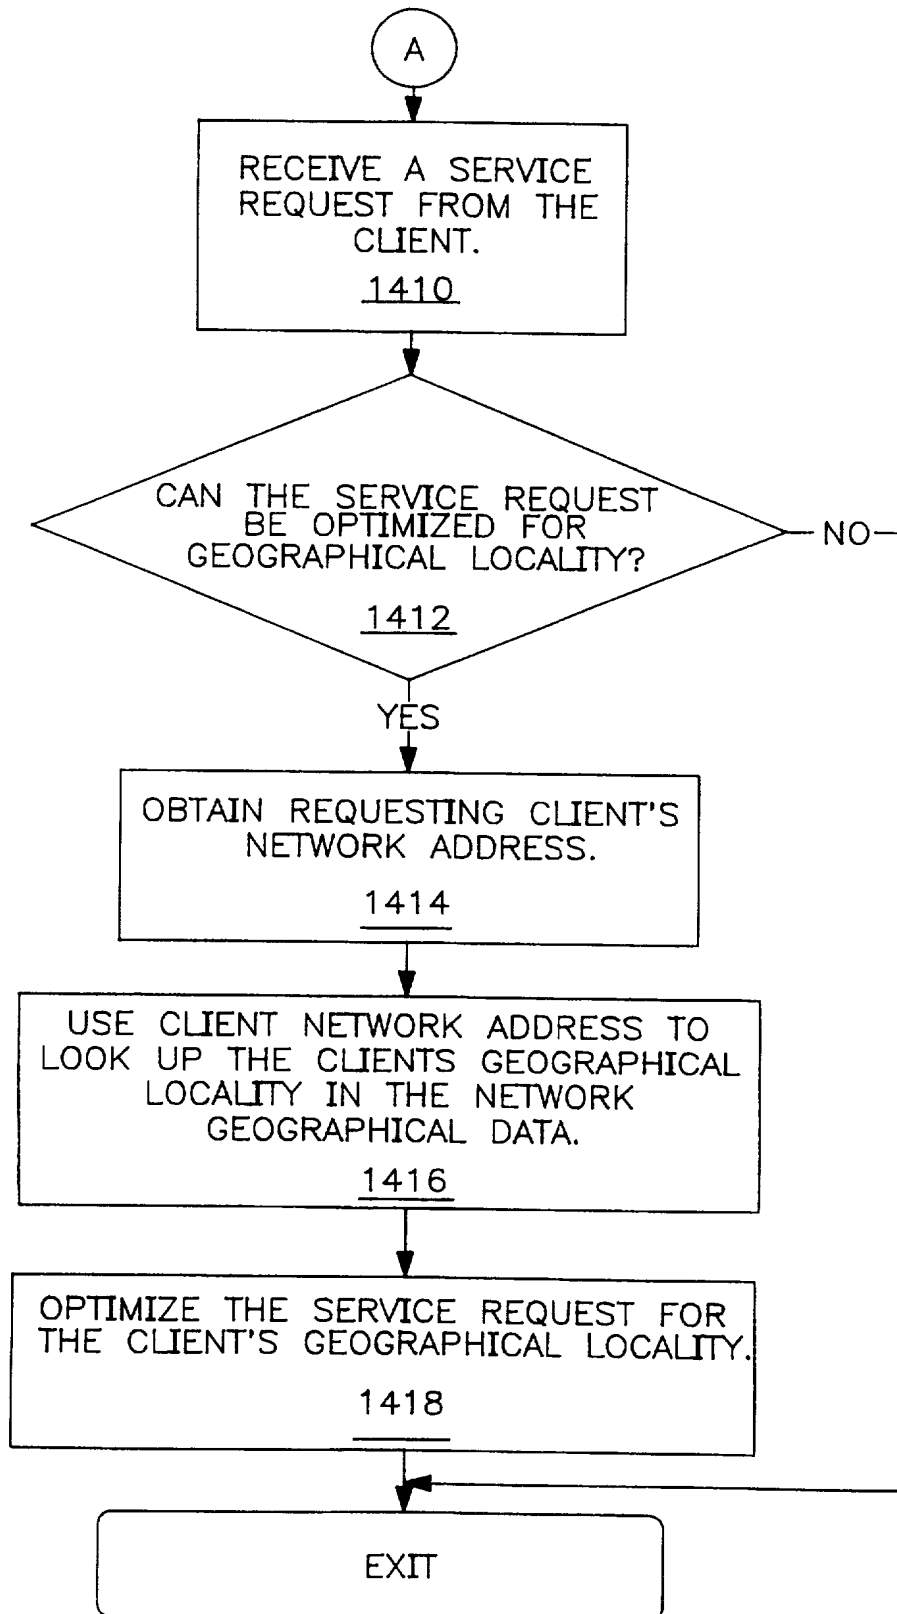 A
RECEIVE A SERVICE
REQUEST FROM THE
CLIENT.
1410
CAN THE SERVICE REQUEST
BE OPTIMIZED FOR
GEOGRAPHICAL LOCALITY?
1412
NO
YES
OBTAIN REQUESTING CLIENT'S
NETWORK ADDRESS.
1414
USE CLIENT NETWORK ADDRESS TO
LOOK UP THE CLIENTS GEOGRAPHICAL
LOCALITY IN THE NETWORK
GEOGRAPHICAL DATA.
1416
OPTIMIZE THE SERVICE REQUEST FOR
THE CLIENT'S GEOGRAPHICAL LOCALITY.
1418
EXIT